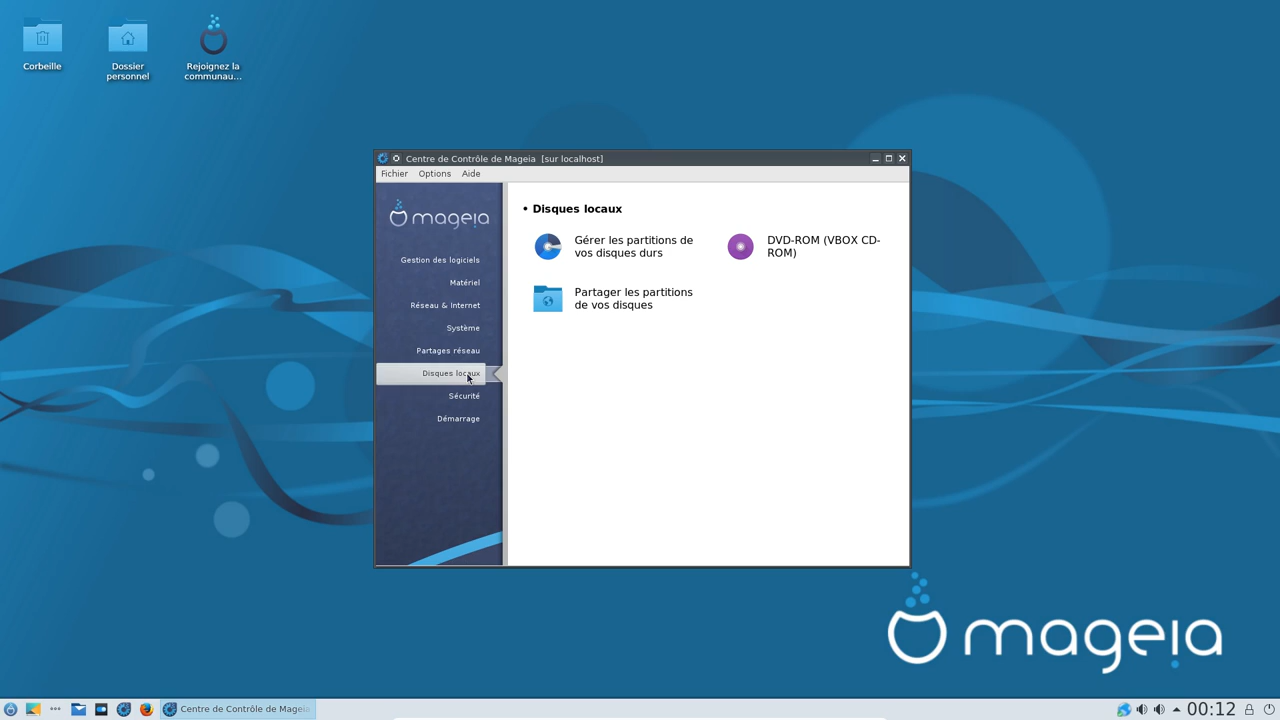 Corbeille
Dossier
personnel
Rejoignez la
communau...
Centre de Contrôle de Mageia [sur localhost]
Fichier Options Aide
mageia
Gestion des logiciels
Matériel
Réseau & Internet
Système
Partages réseau
Disques locaux
Sécurité
Démarrage
• Disques locaux
Gérer les partitions de
vos disques durs
DVD-ROM (VBOX CD-
ROM)
Partager les partitions
de vos disques
mageia
Centre de Contrôle de Mageia
00:12